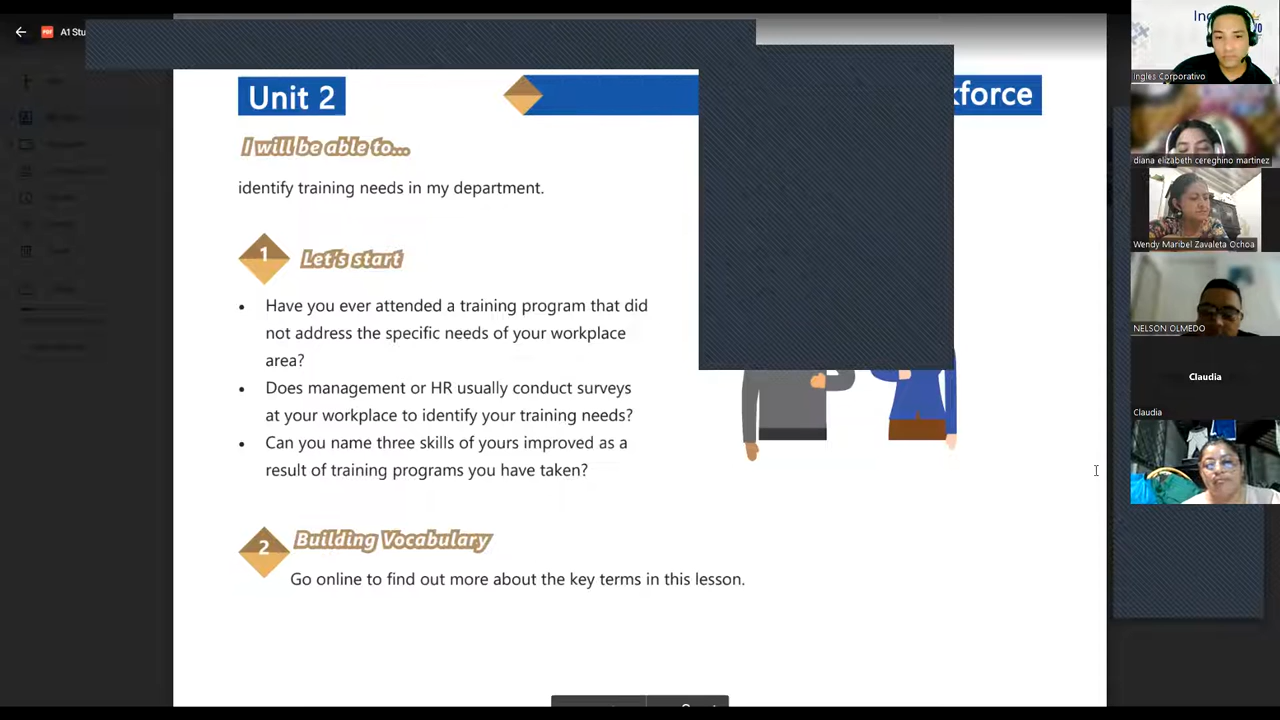 A1 Stu
Unit 2
kforce
I will be able to...
identify training needs in my department.
1
Let's start
• Have you ever attended a training program that did
not address the specific needs of your workplace
area?
• Does management or HR usually conduct surveys
at your workplace to identify your training needs?
• Can you name three skills of yours improved as a
result of training programs you have taken?
2
Building Vocabulary
Go online to find out more about the key terms in this lesson.
Ingles Corporativo
diana elizabeth cereghino martinez
Wendy Maribel Zavaleta Ochoa
NELSON OLMEDO
Claudia
Claudia